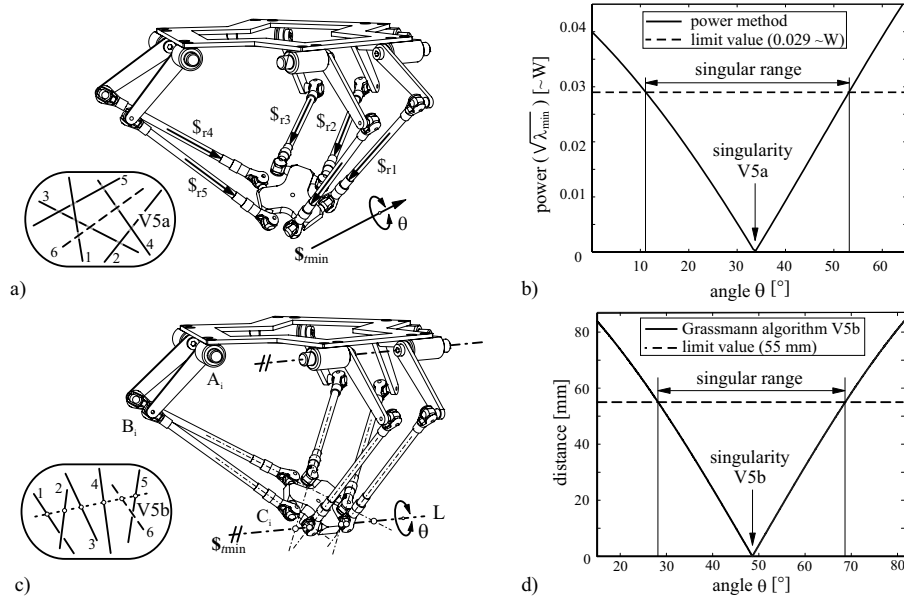 $r3
$r2
$r4
$r1
$r5
5
3
V5a
6
1
2
4
θ
$tmin
a)
0.04
0.03
0.02
0.01
0
power (√λmin) [~W]
power method
limit value (0.029 ~W)
singular range
singularity
V5a
10 20 30 40 50 60
angle θ [°]
b)
Ai
Bi
Ci
L
θ
$tmin
1
2
4
5
V5b
3
6
c)
80
60
40
20
0
distance [mm]
Grassmann algorithm V5b
limit value (55 mm)
singular range
singularity
V5b
20 30 40 50 60 70 80
angle θ [°]
d)